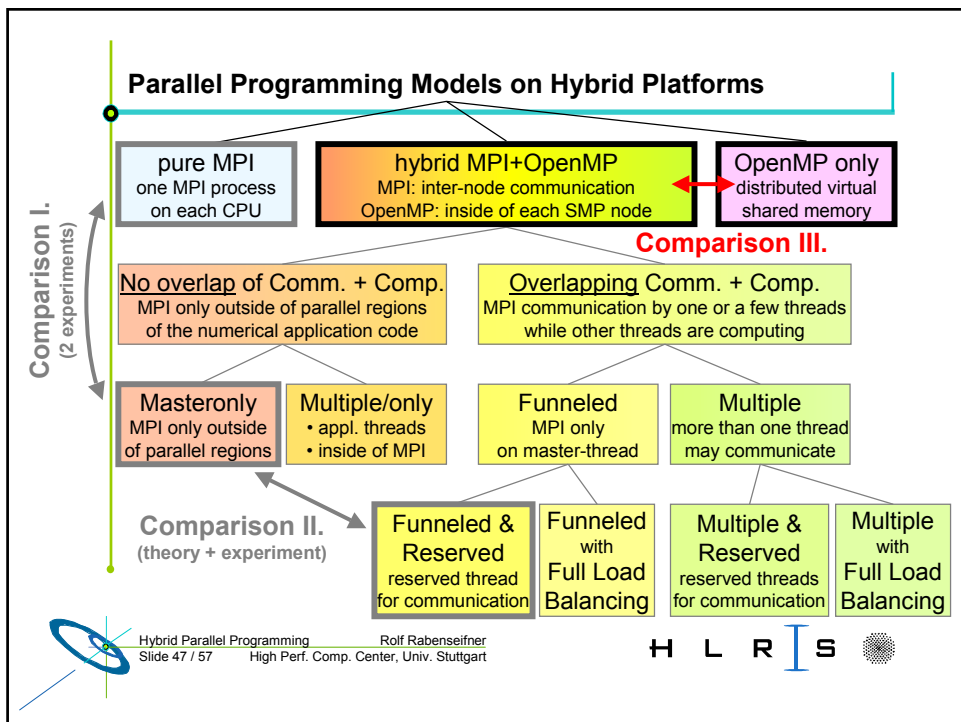 Parallel Programming Models on Hybrid Platforms
pure MPI
one MPI process
on each CPU
hybrid MPI+OpenMP
MPI: inter-node communication
OpenMP: inside of each SMP node
OpenMP only
distributed virtual
shared memory
Comparison III.
Comparison I.
(2 experiments)
No overlap of Comm. + Comp.
MPI only outside of parallel regions
of the numerical application code
Overlapping Comm. + Comp.
MPI communication by one or a few threads
while other threads are computing
Masteronly
MPI only outside
of parallel regions
Multiple/only
• appl. threads
• inside of MPI
Funneled
MPI only
on master-thread
Multiple
more than one thread
may communicate
Comparison II.
(theory + experiment)
Funneled &
Reserved
reserved thread
for communication
Funneled
with
Full Load
Balancing
Multiple &
Reserved
reserved threads
for communication
Multiple
with
Full Load
Balancing
Hybrid Parallel Programming Rolf Rabenseifner
Slide 47 / 57 High Perf. Comp. Center, Univ. Stuttgart
H L R I S